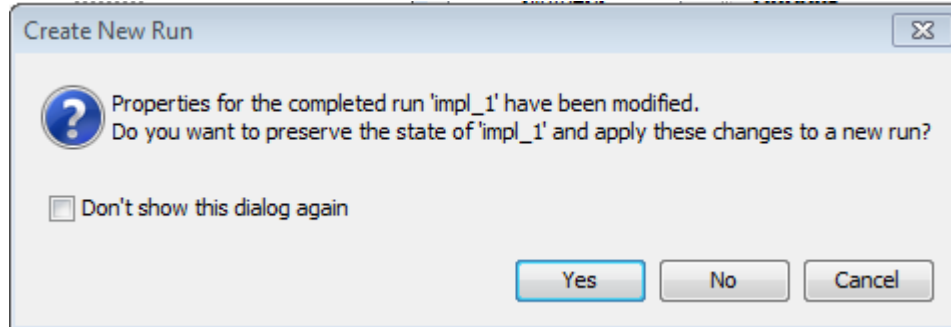 Create New Run
Properties for the completed run 'impl_1' have been modified.
Do you want to preserve the state of 'impl_1' and apply these changes to a new run?
Don't show this dialog again
Yes
No
Cancel